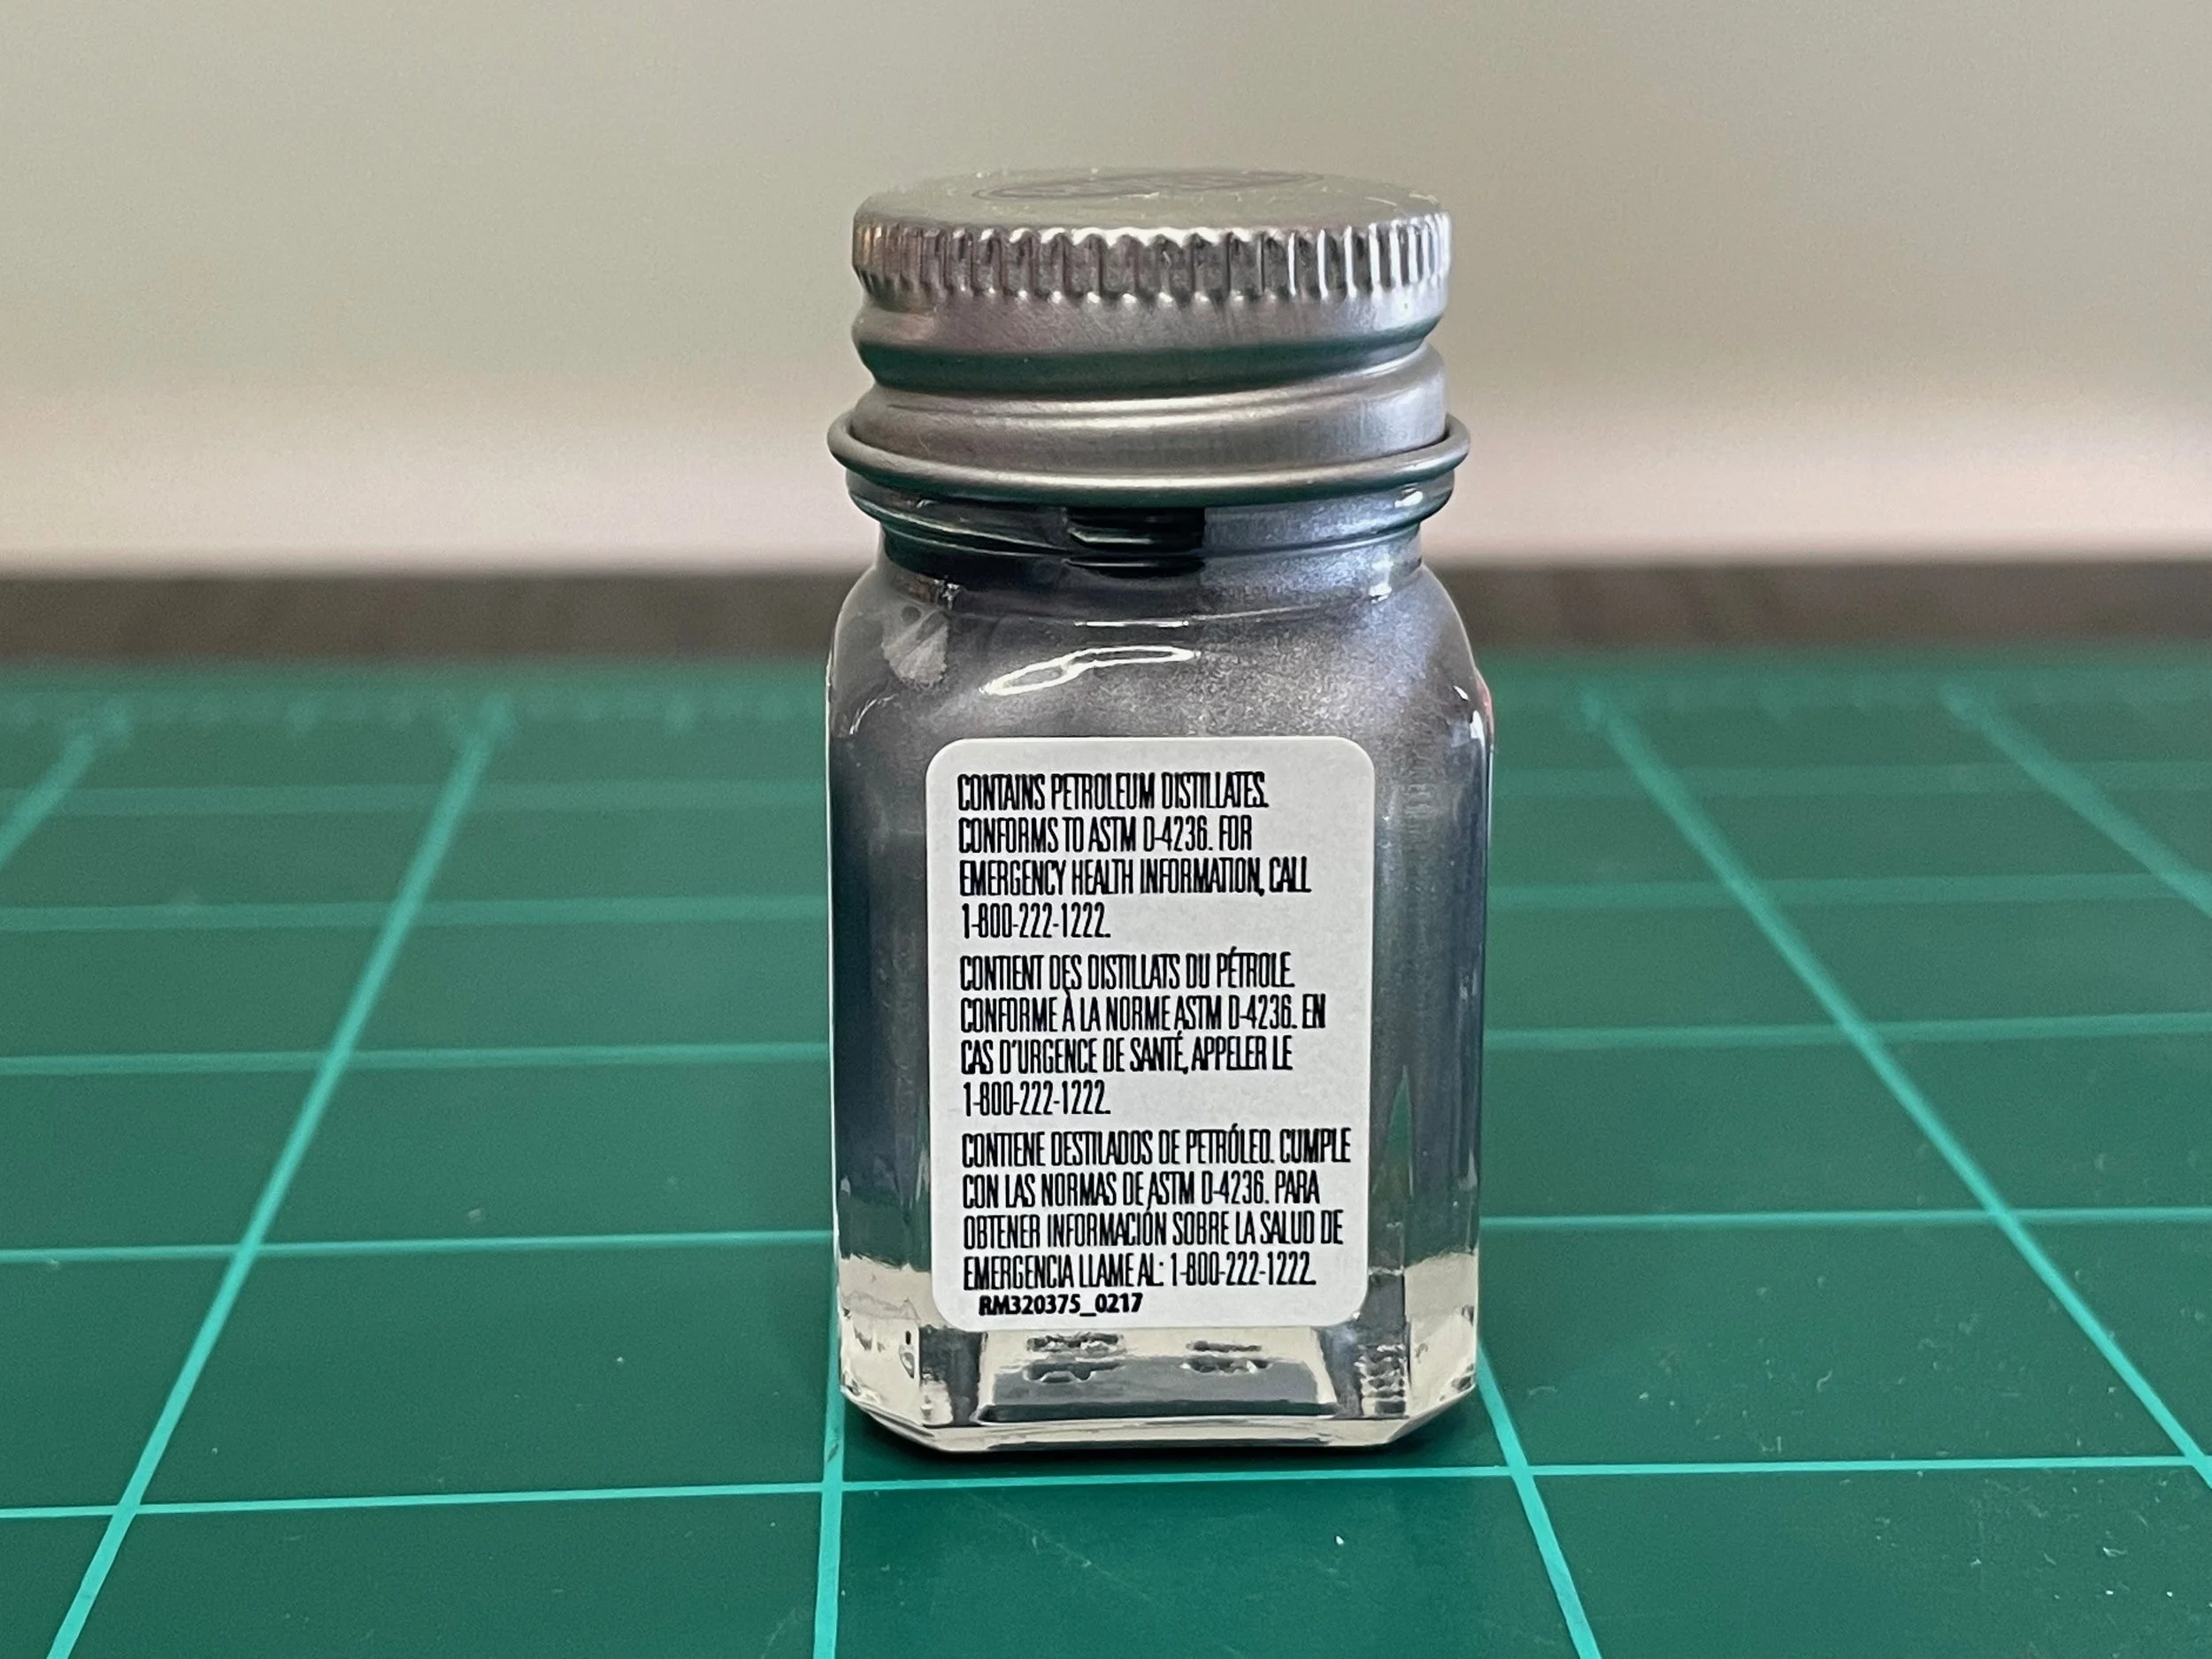 CONTAINS PETROLEUM DISTILLATES.
CONFORMS TO ASTM D-4236. FOR
EMERGENCY HEALTH INFORMATION, CALL
1-800-222-1222.
CONTIENT DES DISTILLATS DU PÉTROLE.
CONFORME À LA NORME ASTM D-4236. EN
CAS D'URGENCE DE SANTÉ, APPELER LE
1-800-222-1222.
CONTIENE DESTILADOS DE PETRÓLEO. CUMPLE
CON LAS NORMAS DE ASTM D-4236. PARA
OBTENER INFORMACIÓN SOBRE LA SALUD DE
EMERGENCIA LLAME AL: 1-800-222-1222.
RM320375_0217